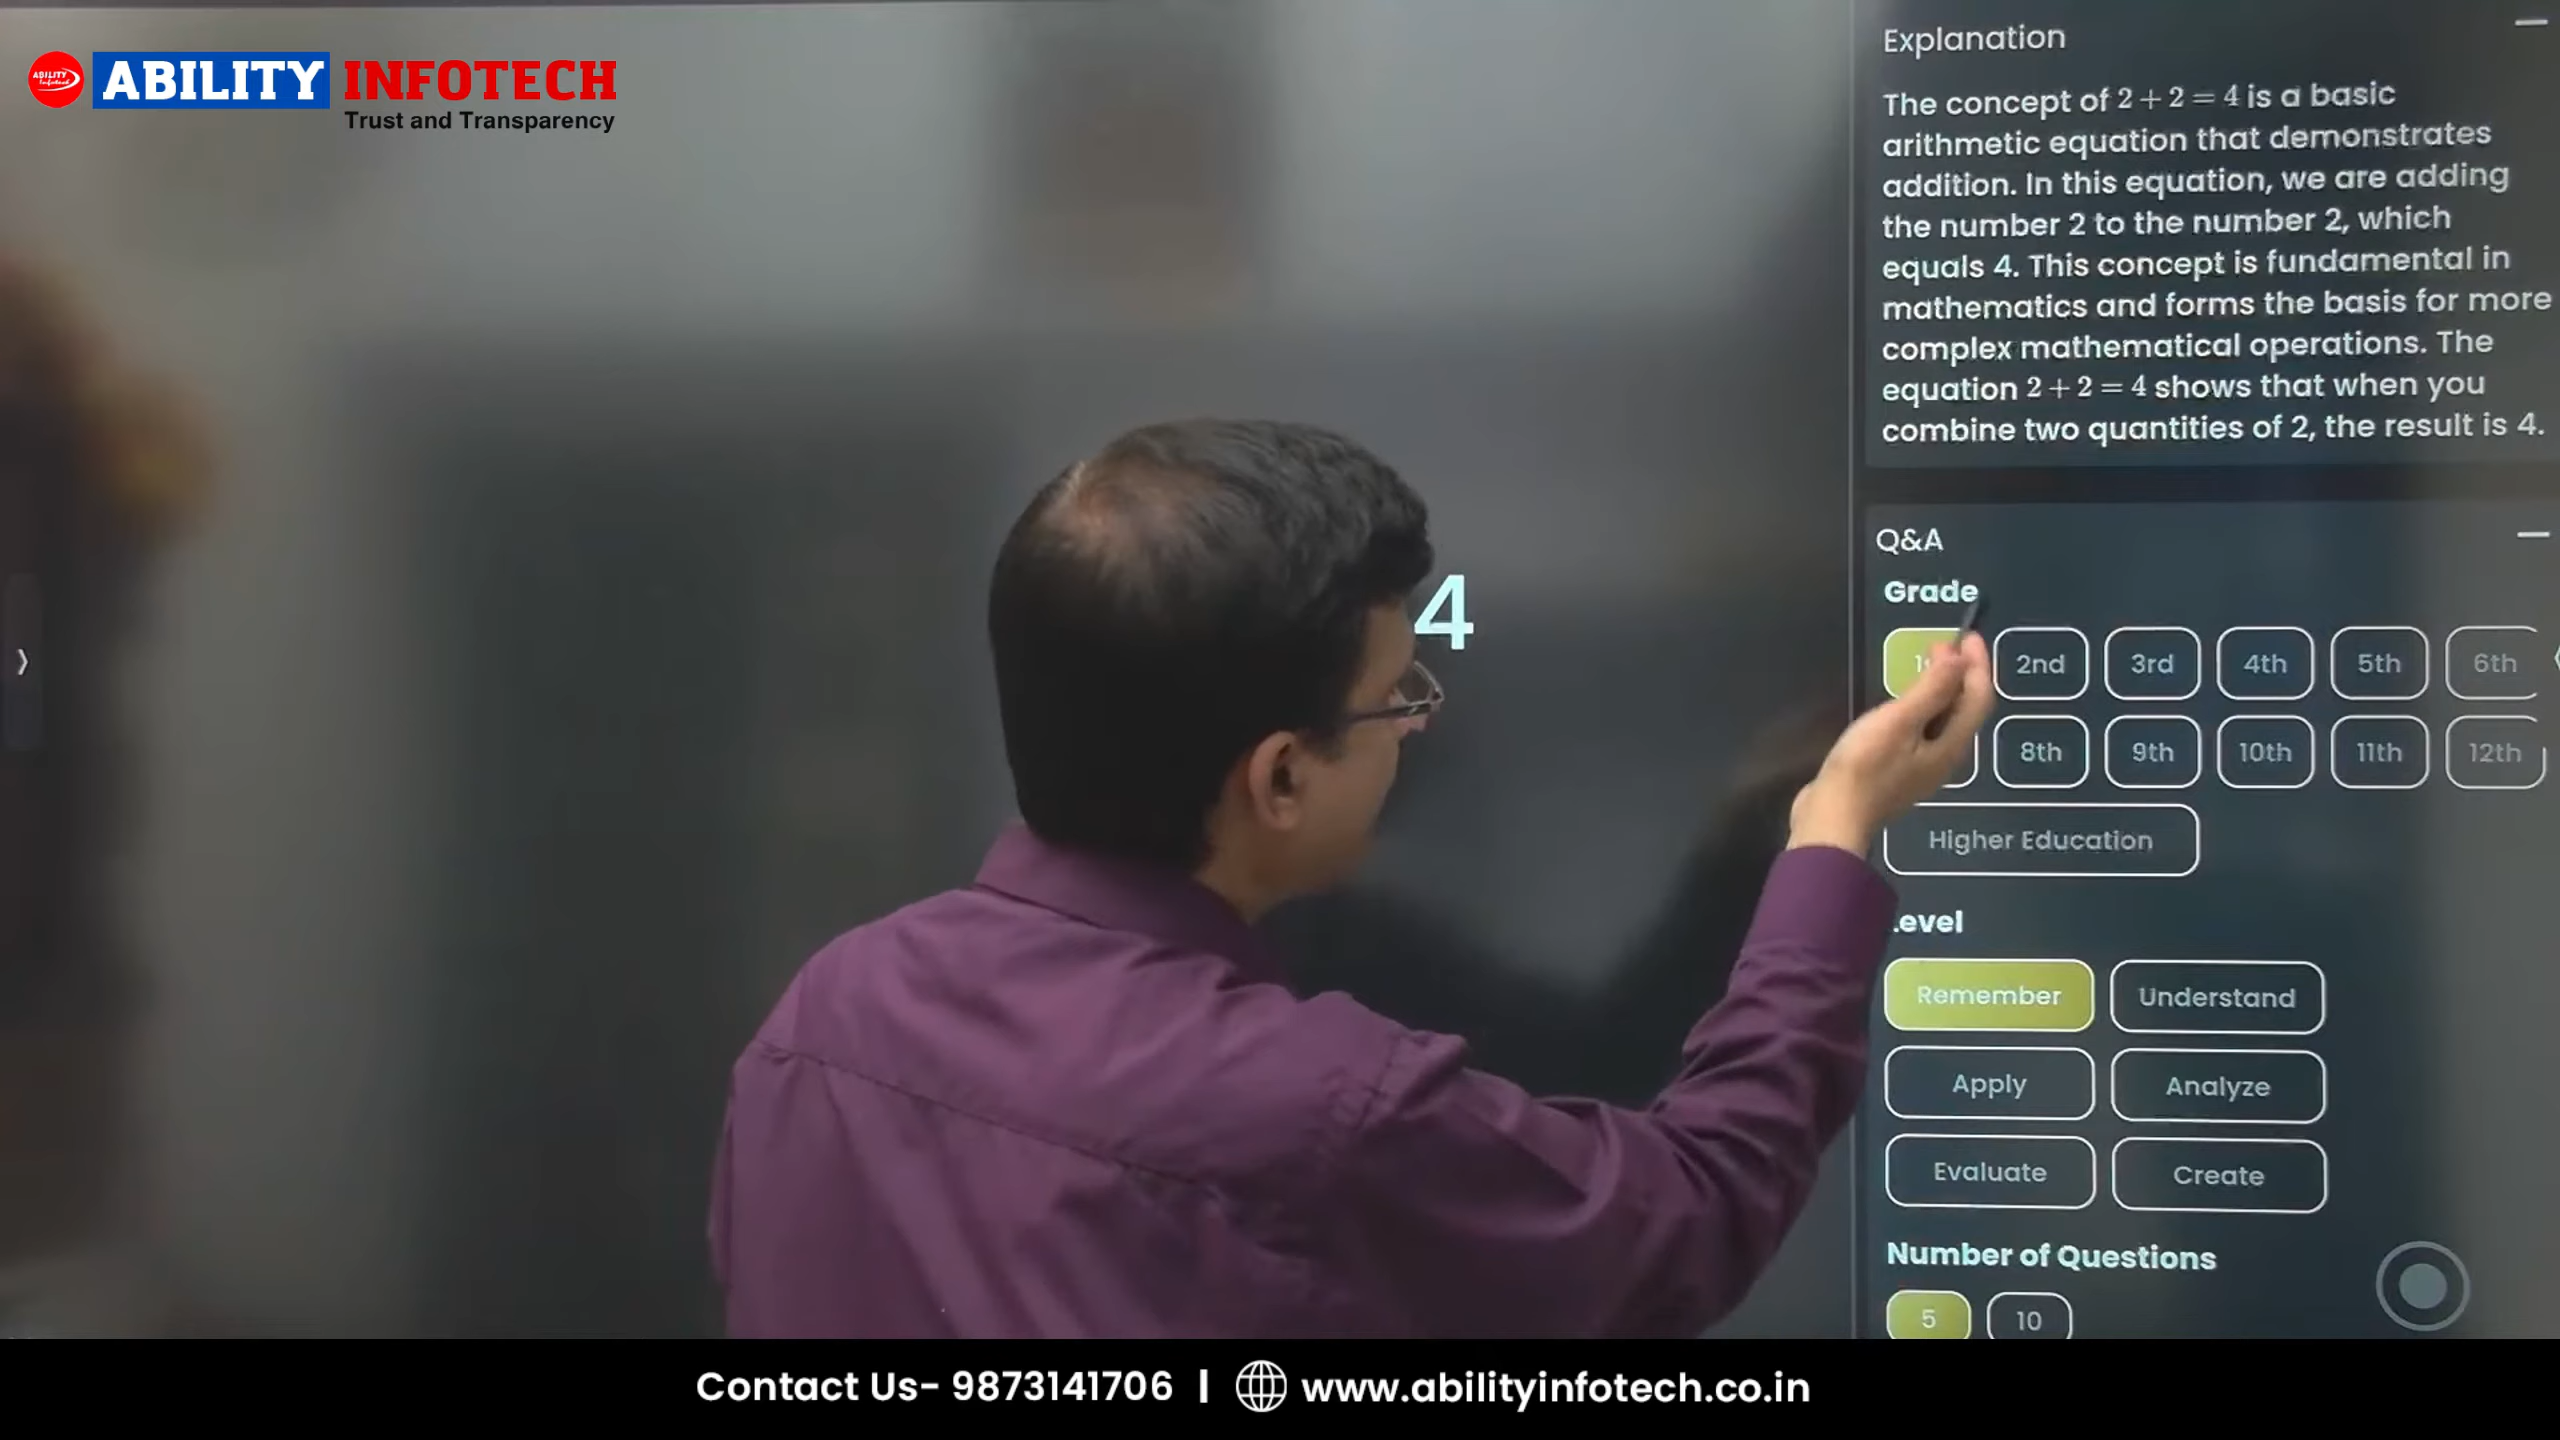 ABILITY
Infotech
ABILITY INFOTECH
Trust and Transparency
Explanation
The concept of 2 + 2 = 4 is a basic
arithmetic equation that demonstrates
addition. In this equation, we are adding
the number 2 to the number 2, which
equals 4. This concept is fundamental in
mathematics and forms the basis for more
complex mathematical operations. The
equation 2 + 2 = 4 shows that when you
combine two quantities of 2, the result is 4.
Q&A
Grade
4
2nd 3rd 4th 5th 6th
8th 9th 10th 11th 12th
Higher Education
Level
Remember Understand
Apply Analyze
Evaluate Create
Number of Questions
5 10
Contact Us- 9873141706 | www.abilityinfotech.co.in